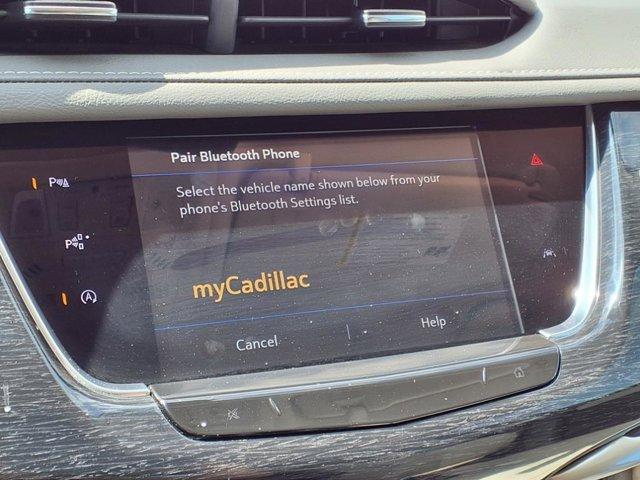 Pair Bluetooth Phone
Select the vehicle name shown below from your
phone's Bluetooth Settings list.
myCadillac
Cancel
Help
P
P
A